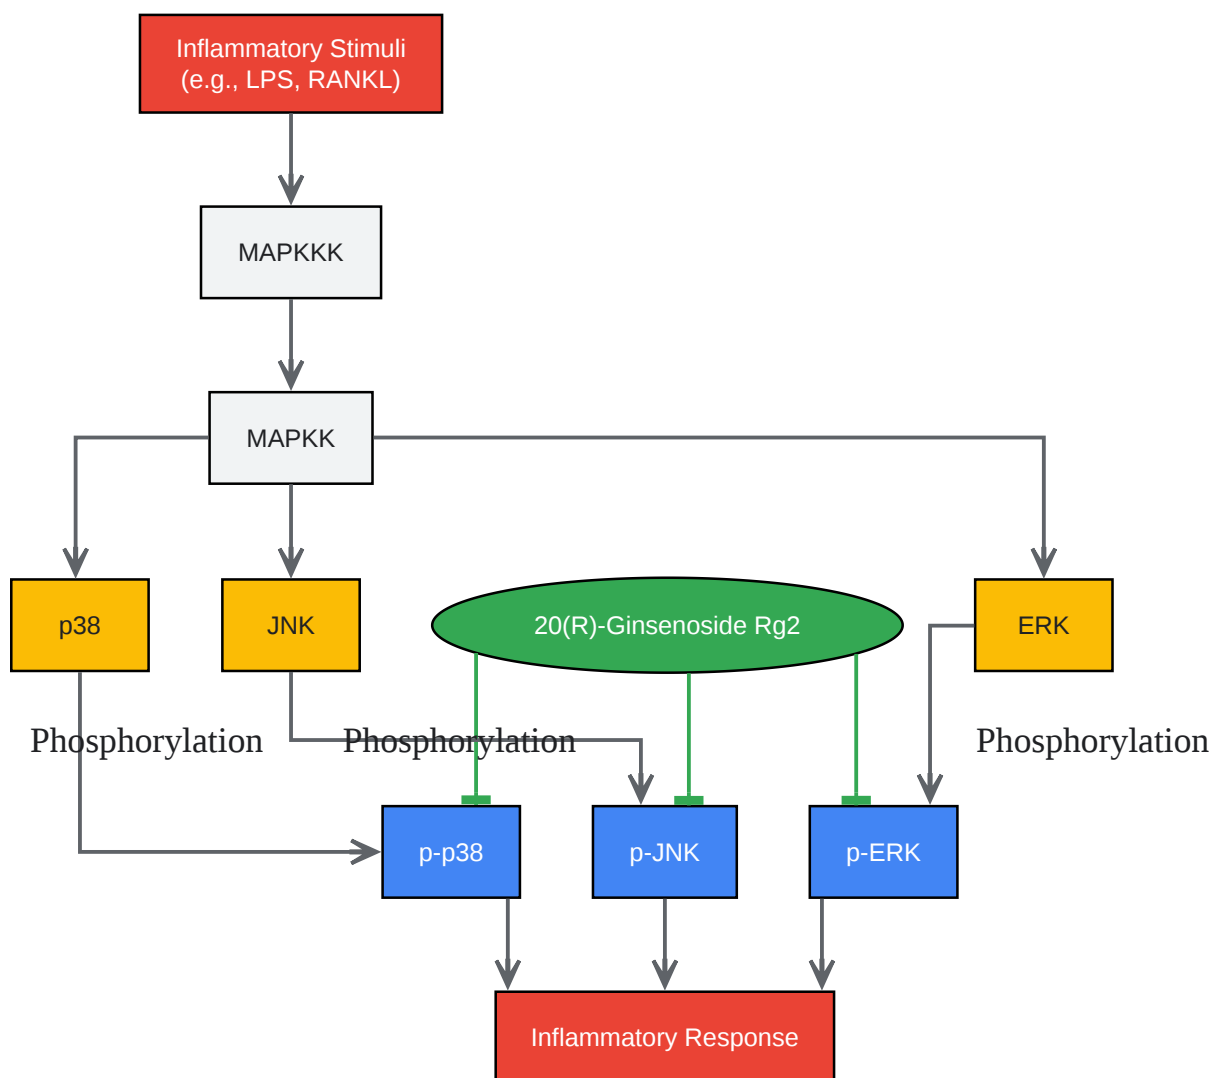 Inflammatory Stimuli
(e.g., LPS, RANKL)
MAPKKK
MAPKK
p38
JNK
20(R)-Ginsenoside Rg2
ERK
Phosphorylation
Phosphorylation
Phosphorylation
p-p38
p-JNK
p-ERK
Inflammatory Response